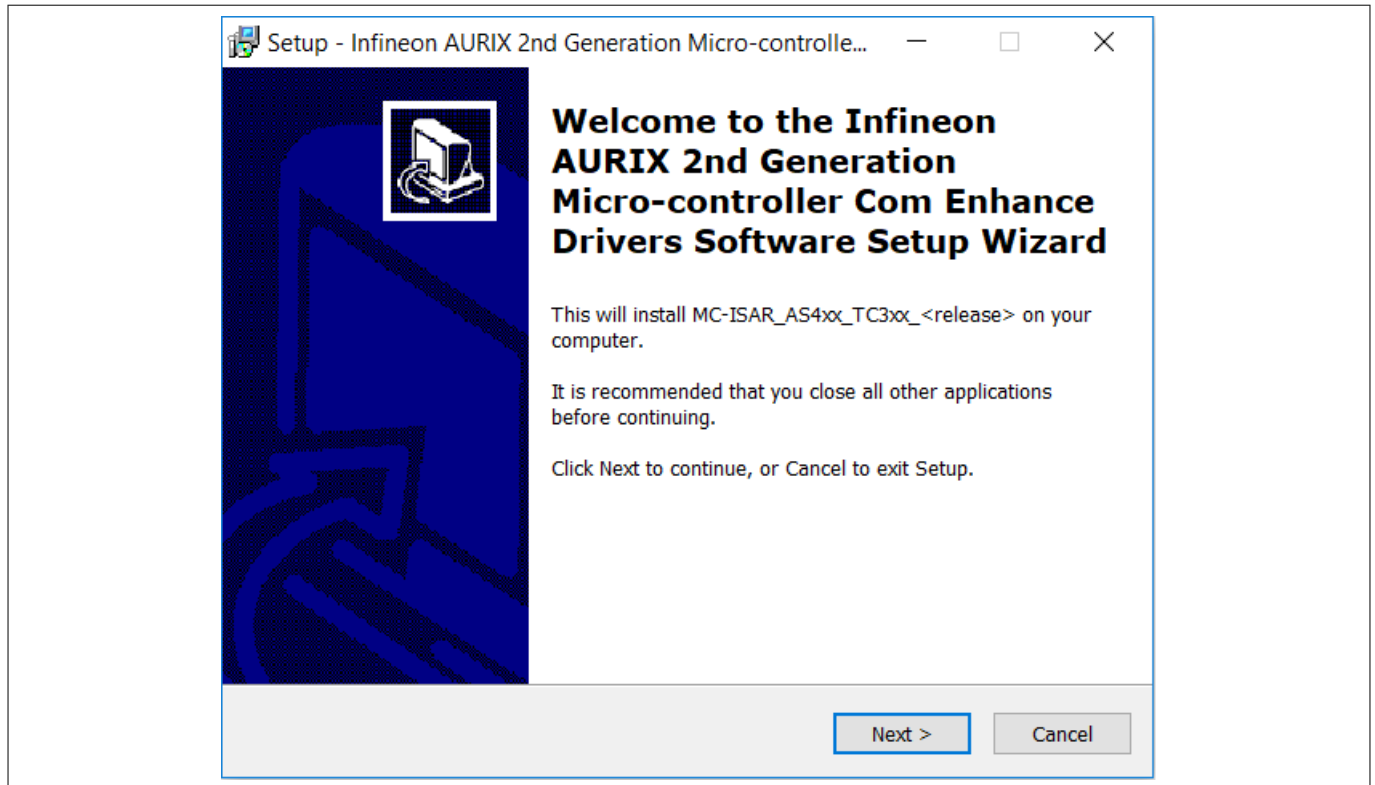 Setup - Infineon AURIX 2nd Generation Micro-controlle...
Welcome to the Infineon
AURIX 2nd Generation
Micro-controller Com Enhance
Drivers Software Setup Wizard
This will install MC-ISAR_AS4xx_TC3xx_<release> on your
computer.
It is recommended that you close all other applications
before continuing.
Click Next to continue, or Cancel to exit Setup.
Next >
Cancel